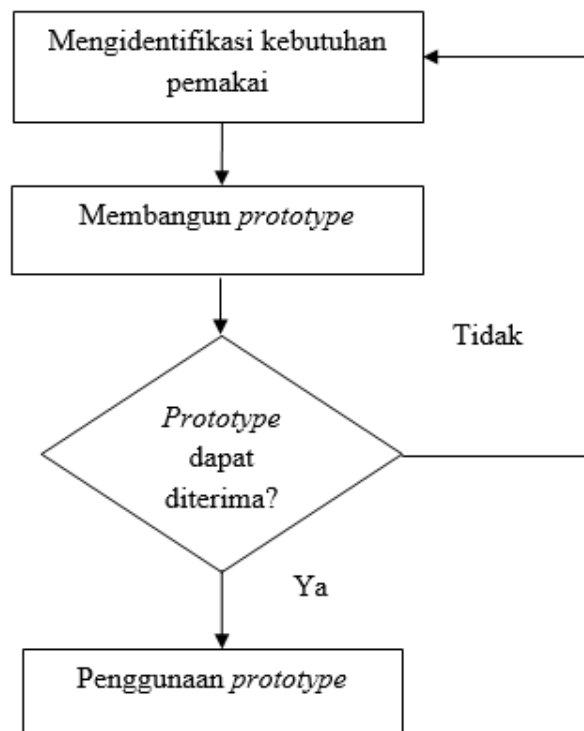 Mengidentifikasi kebutuhan
pemakai
Membangun prototype
Tidak
Prototype
dapat
diterima?
Ya
Penggunaan prototype